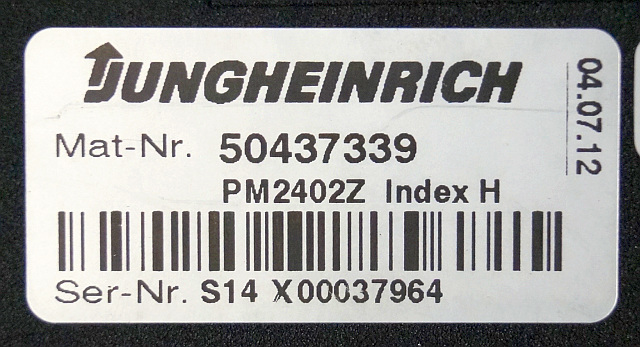 JUNGHEINRICH
Mat-Nr. 50437339
PM2402Z Index H
Ser-Nr. S14 X00037964
04.07.12